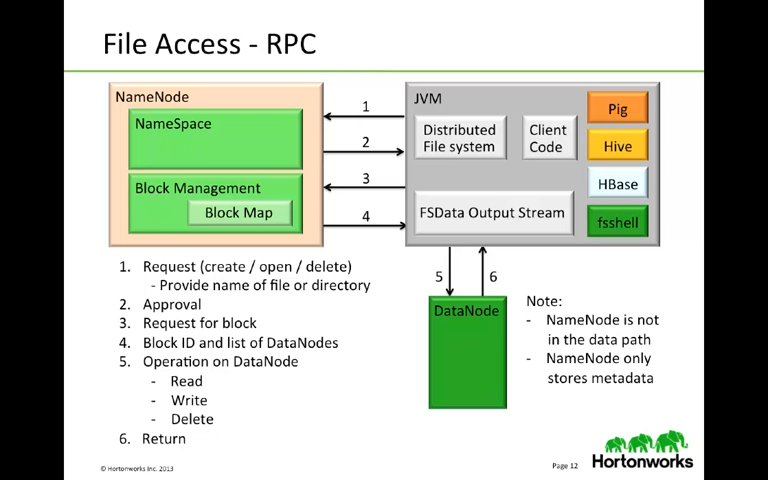 File Access - RPC
NameNode
NameSpace
Block Management
Block Map
1
2
3
4
JVM
Distributed
File system
Client
Code
FSData Output Stream
Pig
Hive
HBase
fsshell
5
6
DataNode
1. Request (create / open / delete)
- Provide name of file or directory
2. Approval
3. Request for block
4. Block ID and list of DataNodes
5. Operation on DataNode
- Read
- Write
- Delete
6. Return
Note:
- NameNode is not
in the data path
- NameNode only
stores metadata
© Hortonworks Inc. 2013
Page 12
Hortonworks